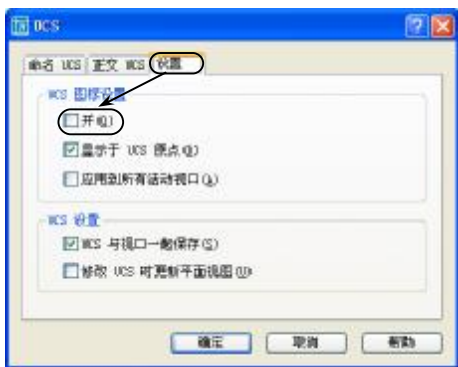 UCS
命名 UCS 正交 UCS 设置
UCS 图标设置
开(O)
显示于 UCS 原点(D)
应用到所有活动视口(A)
UCS 设置
UCS 与视口一起保存(S)
修改 UCS 时更新平面视图(U)
确定 取消 帮助